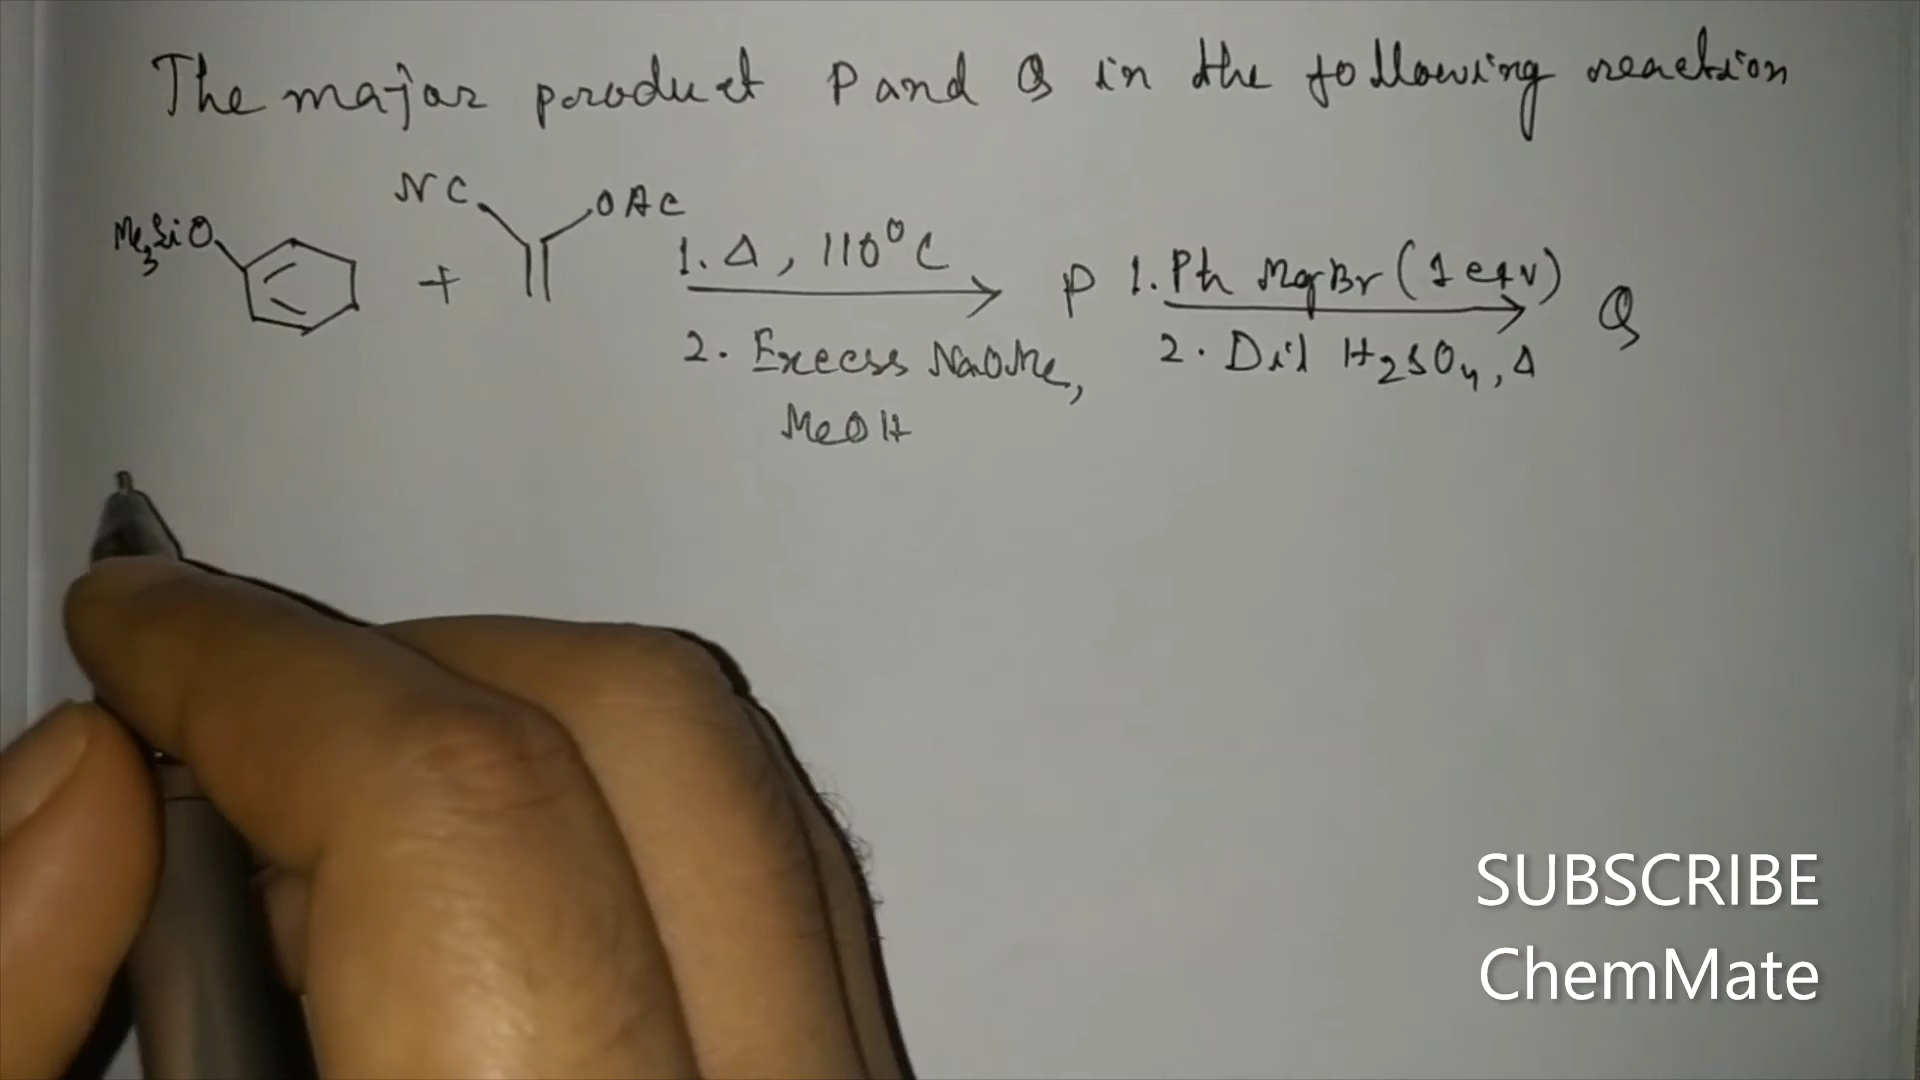 The major product P and Q in the following reaction
Me3SiO
+
NC
OAC
1. Δ, 110°C
2. Excess NaOMe,
MeOH
P
1. Ph MgBr (1 eqv)
2. Dil H2SO4, Δ
Q
SUBSCRIBE
ChemMate